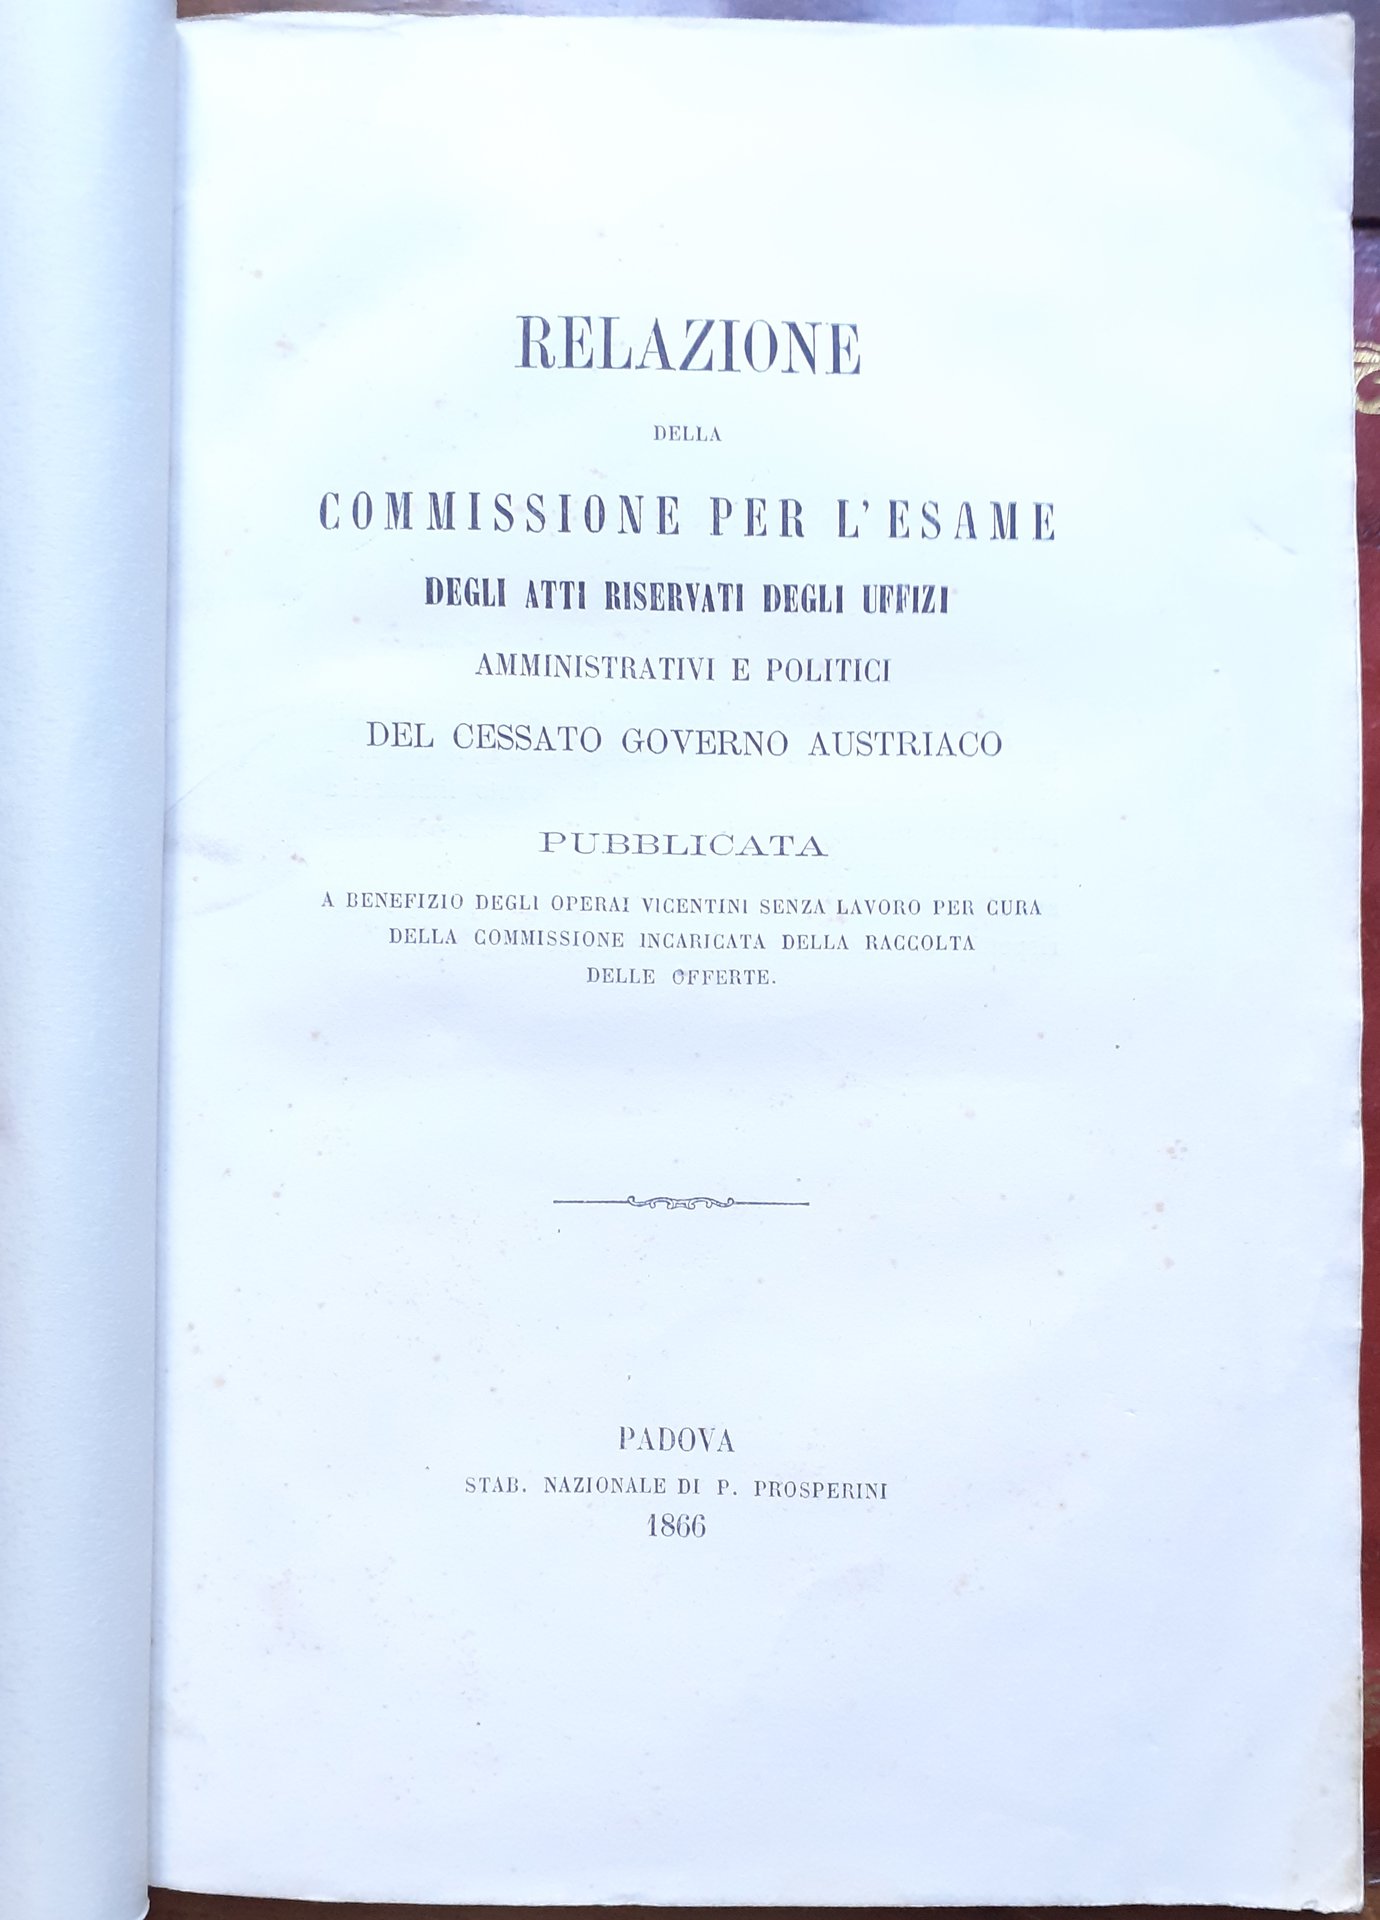 RELAZIONE
DELLA
COMMISSIONE PER L'ESAME
DEGLI ATTI RISERVATI DEGLI UFFIZI
AMMINISTRATIVI E POLITICI
DEL CESSATO GOVERNO AUSTRIACO
PUBBLICATA
A BENEFIZIO DEGLI OPERAI VICENTINI SENZA LAVORO PER CURA
DELLA COMMISSIONE INCARICATA DELLA RACCOLTA
DELLE OFFERTE.
PADOVA
STAB. NAZIONALE DI P. PROSPERINI
1866